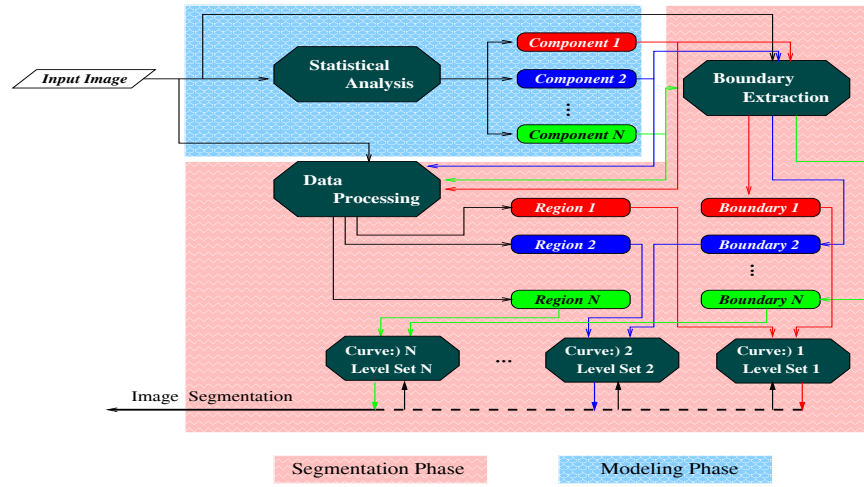 Input Image
Statistical
Analysis
Component 1
Component 2
...
Component N
Boundary
Extraction
Data
Processing
Region 1
Region 2
Region N
Boundary 1
Boundary 2
...
Boundary N
Curve:) N
Level Set N
...
Curve:) 2
Level Set 2
Curve:) 1
Level Set 1
Image Segmentation
Segmentation Phase
Modeling Phase